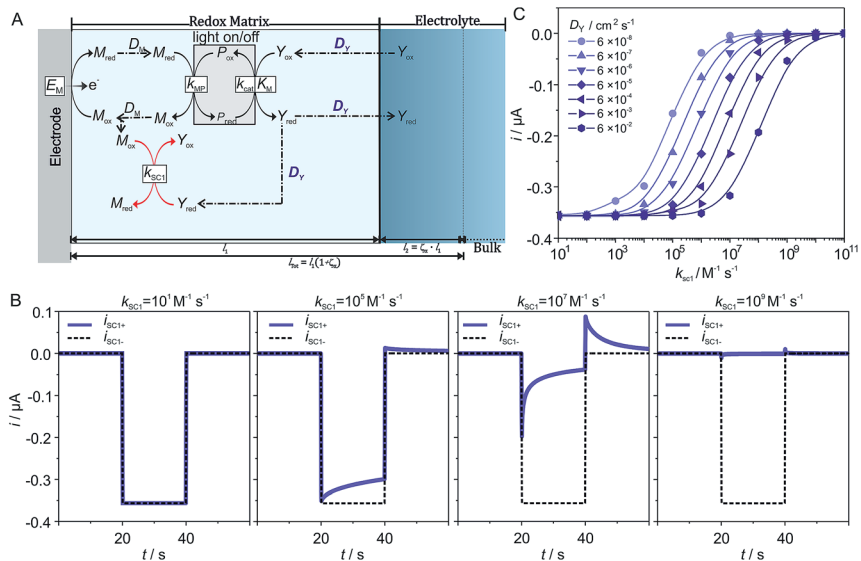 A
Redox Matrix
Electrolyte
light on/off
M_red
D_M
M_red
P_ox
Y_ox
D_Y
Y_ox
E_M
e⁻
k_MP
k_cat
K_M
M_ox
D_M
M_ox
P_red
Y_red
D_Y
Y_red
M_ox
Y_ox
k_SC1
D_Y
M_red
Y_red
Electrode
l₁
l₂ = ζ_α · l₁
Bulk
l_tot = l₁(1+ζ_α)
C
D_Y / cm² s⁻¹
6 ×10⁻⁸
6 ×10⁻⁷
6 ×10⁻⁶
6 ×10⁻⁵
6 ×10⁻⁴
6 ×10⁻³
6 ×10⁻²
0.0
-0.1
-0.2
-0.3
-0.4
i / µA
10¹ 10³ 10⁵ 10⁷ 10⁹ 10¹¹
k_sc1 / M⁻¹ s⁻¹
B
k_SC1=10¹ M⁻¹ s⁻¹
k_SC1=10⁵ M⁻¹ s⁻¹
k_SC1=10⁷ M⁻¹ s⁻¹
k_SC1=10⁹ M⁻¹ s⁻¹
0.1
0.0
-0.1
-0.2
-0.3
-0.4
i / µA
i_SC1+
i_SC1-
i_SC1+
i_SC1-
i_SC1+
i_SC1-
i_SC1+
i_SC1-
20 40
20 40
20 40
20 40
t / s
t / s
t / s
t / s